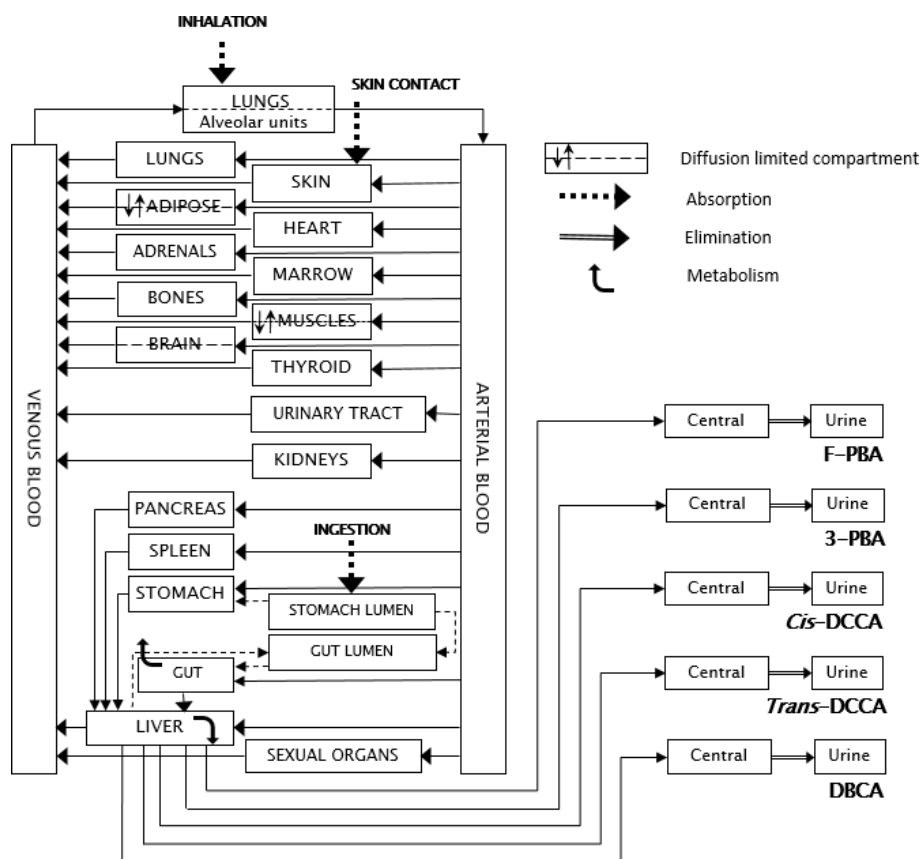 INHALATION
SKIN CONTACT
LUNGS
Alveolar units
LUNGS
SKIN
ADIPOSE
HEART
ADRENALS
MARROW
BONES
MUSCLES
BRAIN
THYROID
URINARY TRACT
KIDNEYS
PANCREAS
INGESTION
SPLEEN
STOMACH
STOMACH LUMEN
GUT LUMEN
GUT
LIVER
SEXUAL ORGANS
VENOUS BLOOD
ARTERIAL BLOOD
Diffusion limited compartment
Absorption
Elimination
Metabolism
Central
Urine
F-PBA
Central
Urine
3-PBA
Central
Urine
Cis-DCCA
Central
Urine
Trans-DCCA
Central
Urine
DBCA